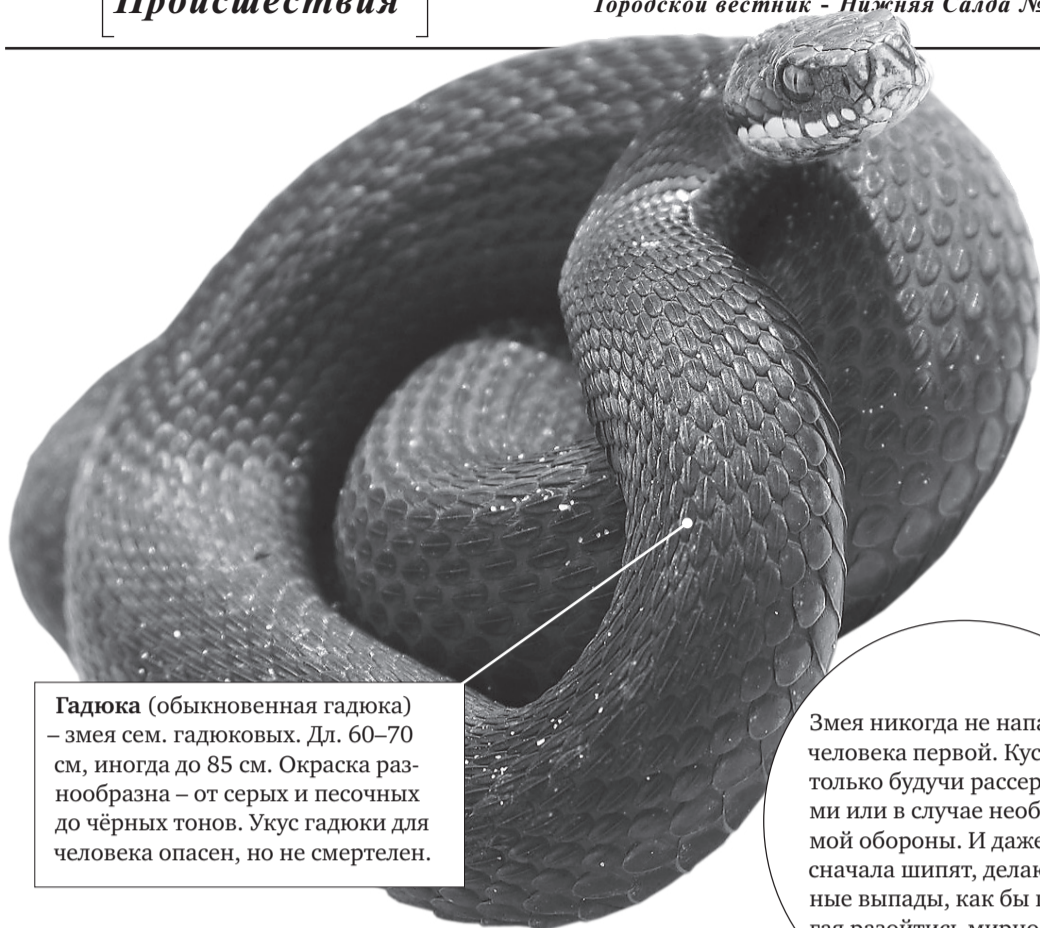 Происшествия
Городской вестник - Нижняя Салда №
Гадюка (обыкновенная гадюка)
– змея сем. гадюковых. Дл. 60–70
см, иногда до 85 см. Окраска раз-
нообразна – от серых и песочных
до чёрных тонов. Укус гадюки для
человека опасен, но не смертелен.
Змея никогда не напа
человека первой. Кус
только будучи рассер
ми или в случае необ
мой обороны. И даже
сначала шипят, делаю
ные выпады, как бы п
гая разойтись мирно